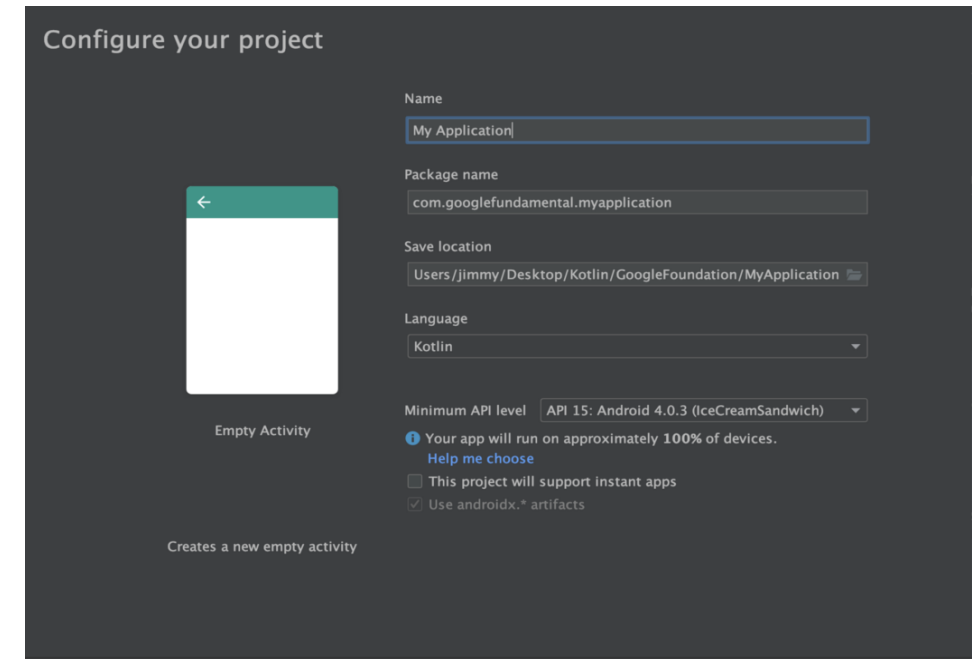 Configure your project
Name
My Application
Package name
com.googlefundamental.myapplication
Save location
Users/jimmy/Desktop/Kotlin/GoogleFoundation/MyApplication
Language
Kotlin
Minimum API level API 15: Android 4.0.3 (IceCreamSandwich)
Empty Activity
Your app will run on approximately 100% of devices.
Help me choose
This project will support instant apps
Use androidx.* artifacts
Creates a new empty activity